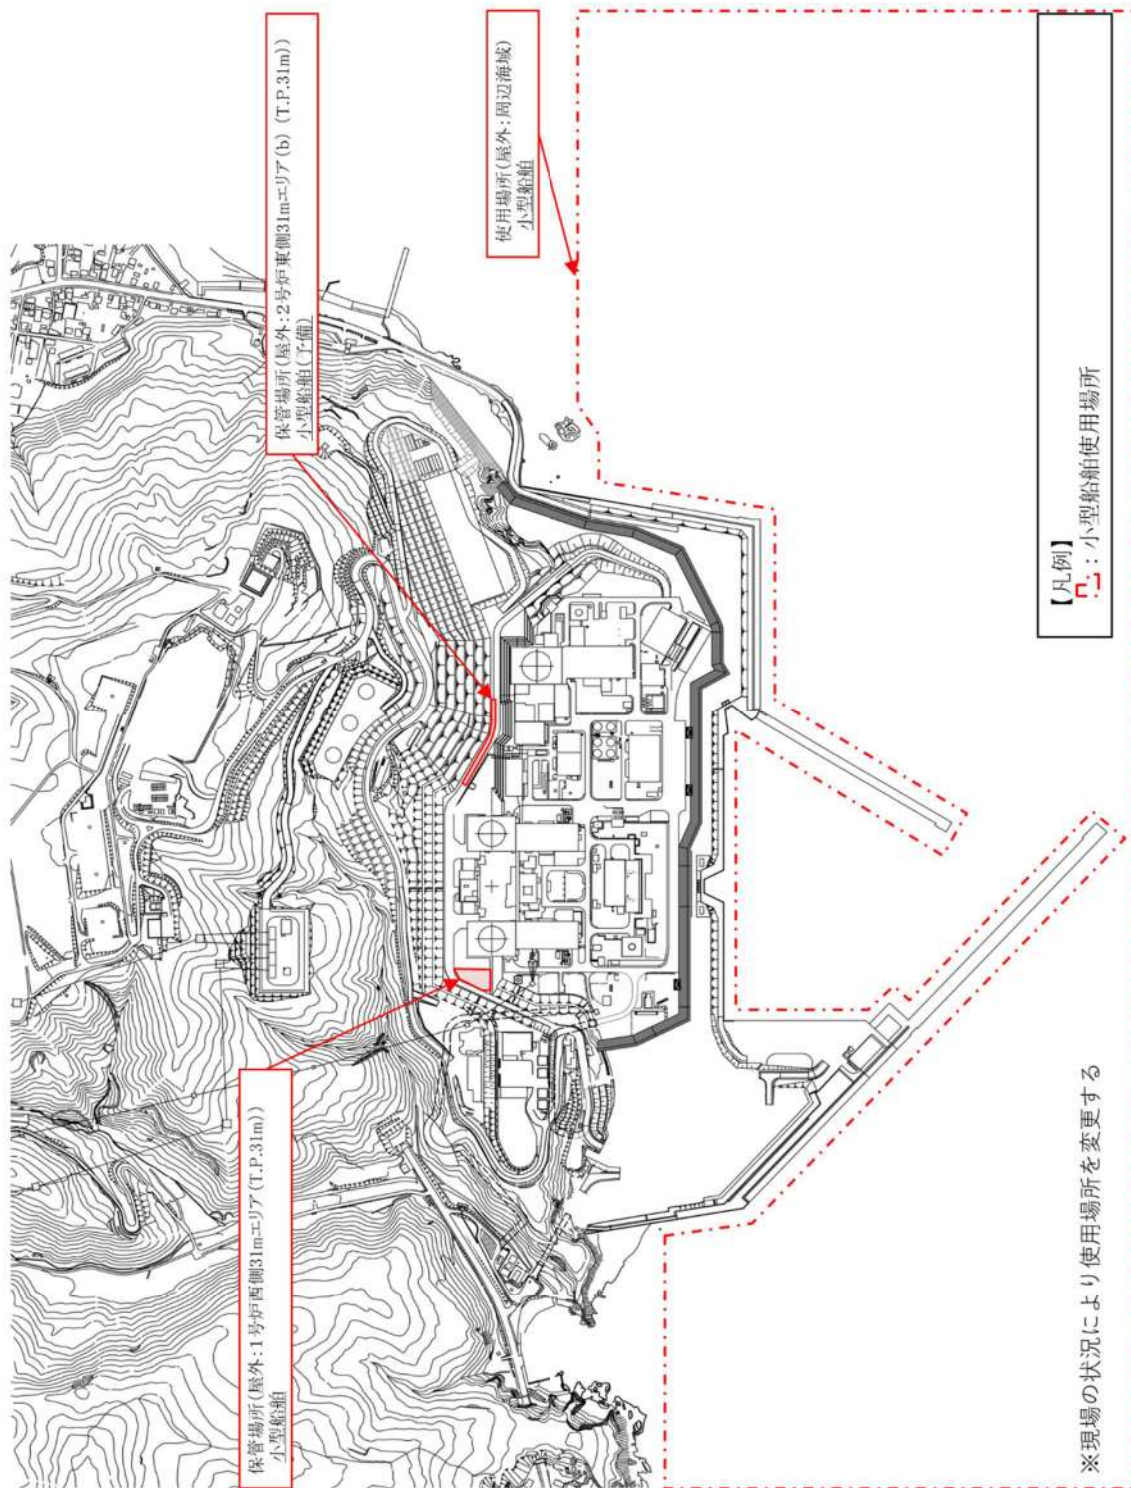 保管場所(屋外:1号炉西側31mエリア(T.P.31m))
小型船舶
保管場所(屋外:2号炉東側31mエリア(b) (T.P.31m))
小型船舶(予備)
使用場所(屋外:周辺海域)
小型船舶
【凡例】
:小型船舶使用場所
※現場の状況により使用場所を変更する